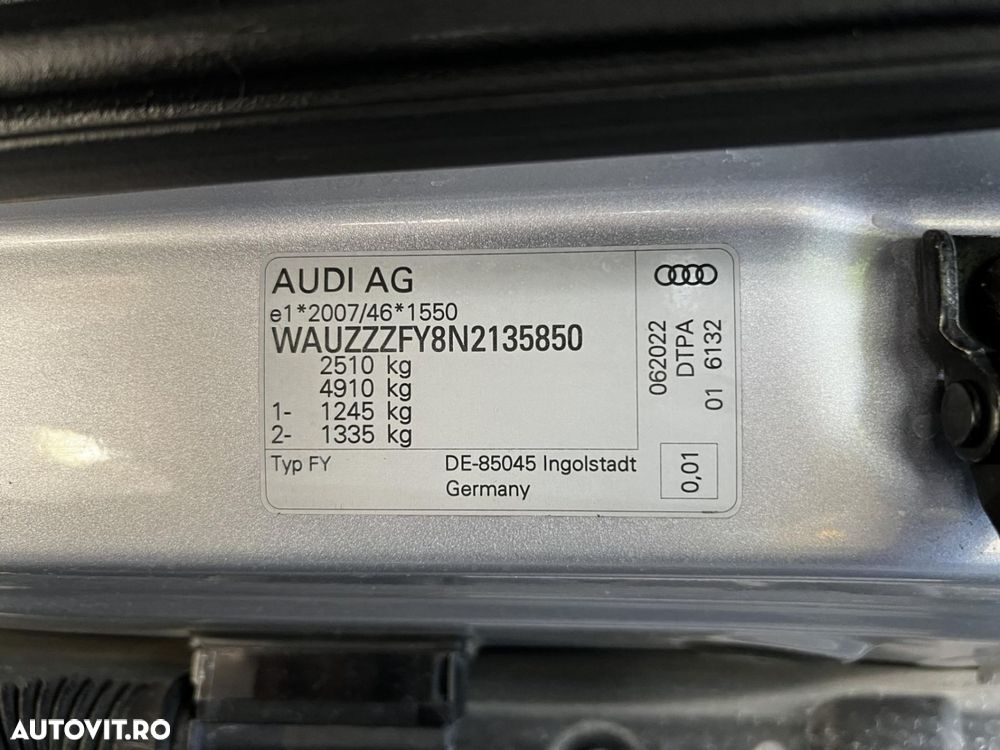 AUDI AG
e1*2007/46*1550
WAUZZZFY8N2135850
2510 kg
4910 kg
1- 1245 kg
2- 1335 kg
Typ FY
DE-85045 Ingolstadt
Germany
062022
DTPA
01 6132
0,01
AUTOVIT.RO